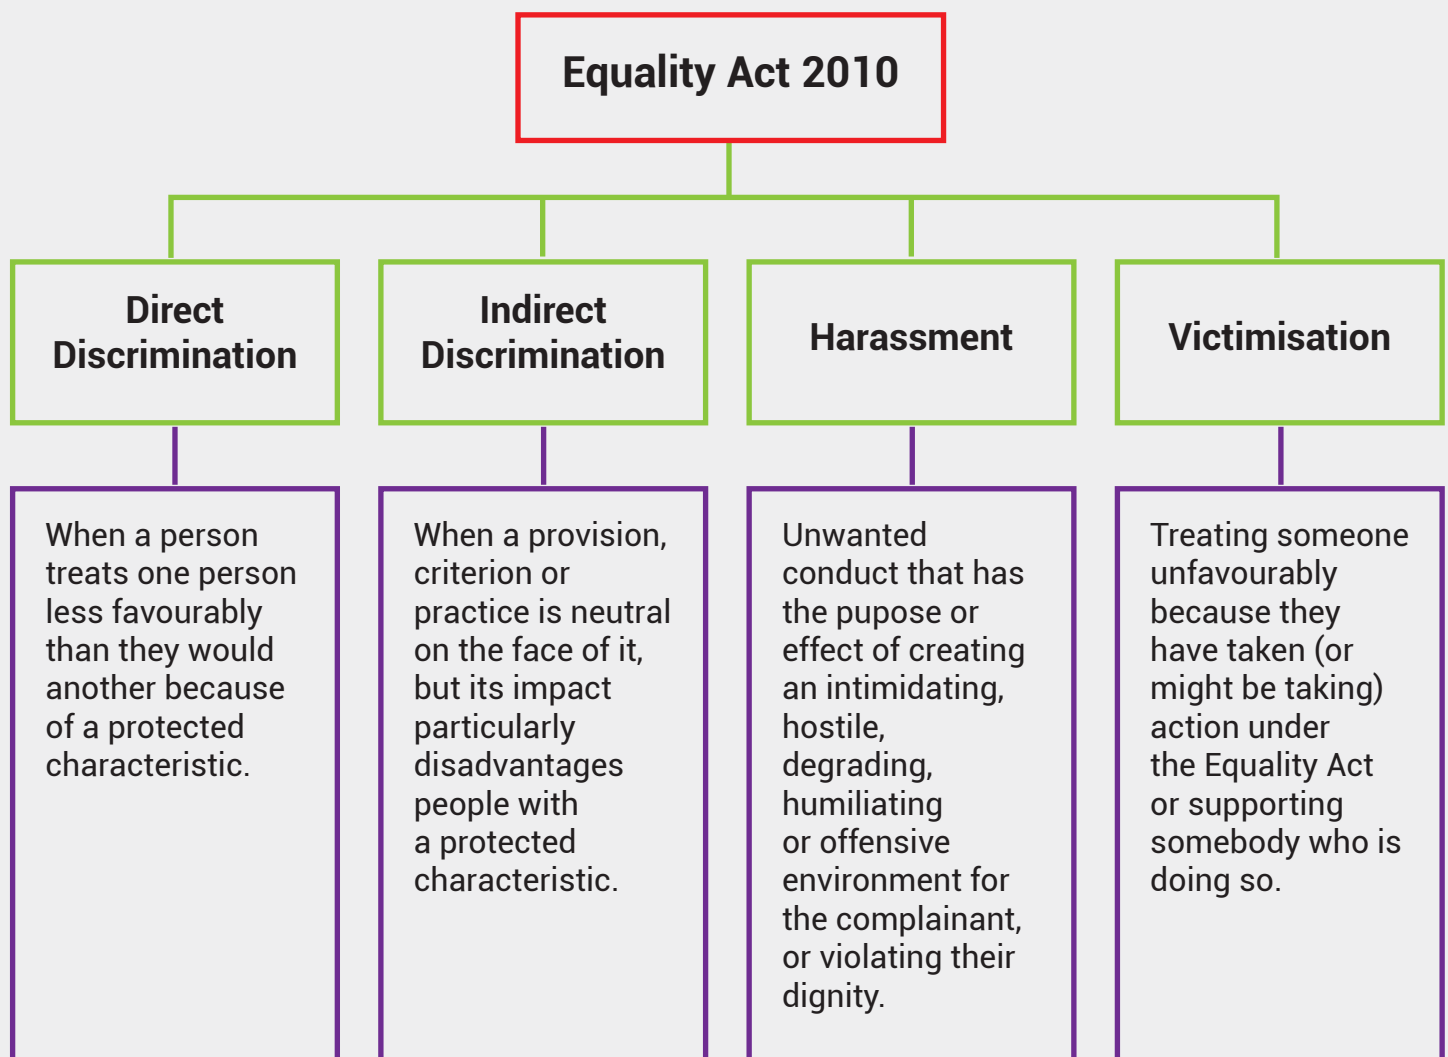 Equality Act 2010
Direct
Discrimination
Indirect
Discrimination
Harassment
Victimisation
When a person
treats one person
less favourably
than they would
another because
of a protected
characteristic.
When a provision,
criterion or
practice is neutral
on the face of it,
but its impact
particularly
disadvantages
people with
a protected
characteristic.
Unwanted
conduct that has
the pupose or
effect of creating
an intimidating,
hostile,
degrading,
humiliating
or offensive
environment for
the complainant,
or violating their
dignity.
Treating someone
unfavourably
because they
have taken (or
might be taking)
action under
the Equality Act
or supporting
somebody who is
doing so.